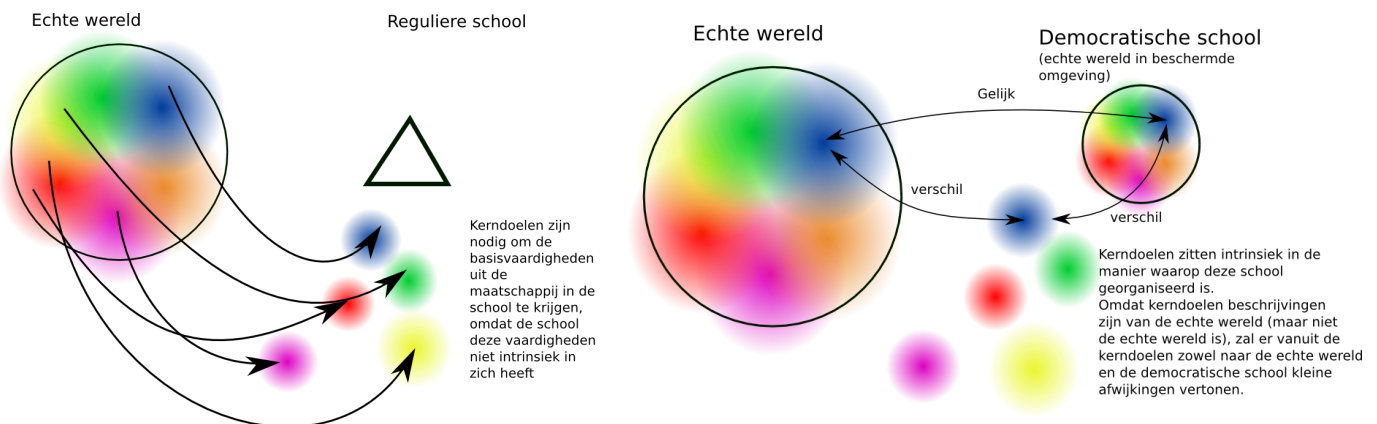 Echte wereld
Reguliere school
Kerndoelen zijn
nodig om de
basisvaardigheden
uit de
maatschappij in de
school te krijgen,
omdat de school
deze vaardigheden
niet intrinsiek in
zich heeft
Echte wereld
Democratische school
(echte wereld in beschermde
omgeving)
Gelijk
verschil
verschil
Kerndoelen zitten intrinsiek in de
manier waarop deze school
georganiseerd is.
Omdat kerndoelen beschrijvingen
zijn van de echte wereld (maar niet
de echte wereld is), zal er vanuit de
kerndoelen zowel naar de echte wereld
en de democratische school kleine
afwijkingen vertonen.